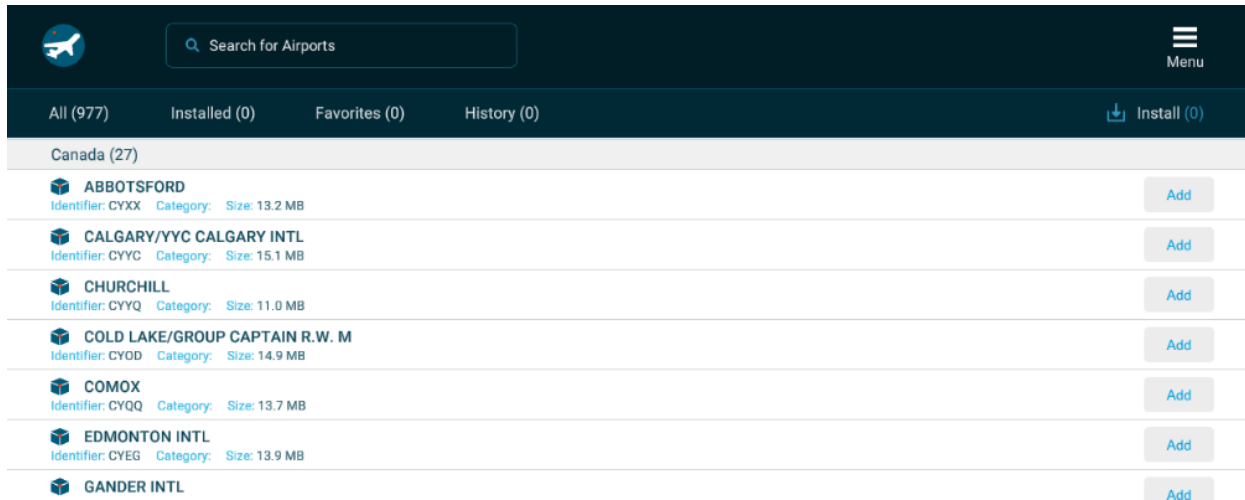 Search for Airports
Menu
All (977) Installed (0) Favorites (0) History (0) Install (0)
Canada (27)
ABBOTSFORD
Identifier: CYXX Category: Size: 13.2 MB
Add
CALGARY/YYC CALGARY INTL
Identifier: CYYC Category: Size: 15.1 MB
Add
CHURCHILL
Identifier: CYYQ Category: Size: 11.0 MB
Add
COLD LAKE/GROUP CAPTAIN R.W. M
Identifier: CYOD Category: Size: 14.9 MB
Add
COMOX
Identifier: CYQQ Category: Size: 13.7 MB
Add
EDMONTON INTL
Identifier: CYEG Category: Size: 13.9 MB
Add
GANDER INTL
Add